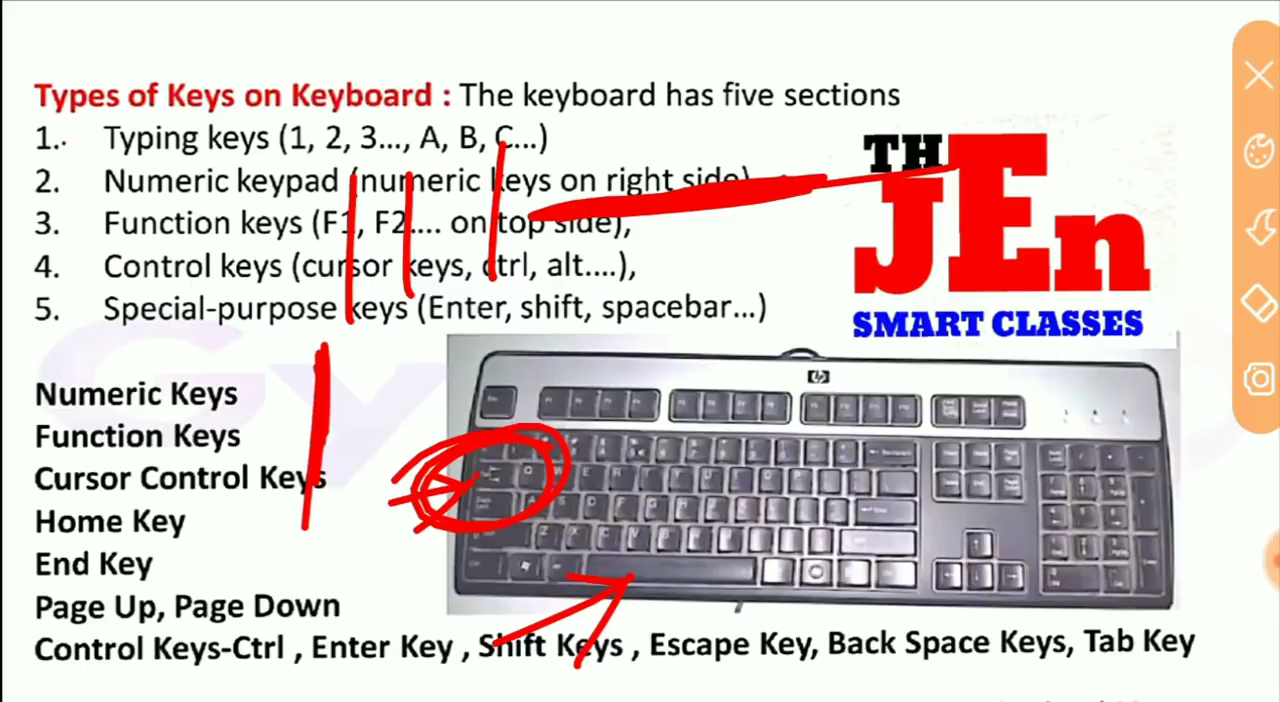 Types of Keys on Keyboard : The keyboard has five sections
1. Typing keys (1, 2, 3..., A, B, C...)
2. Numeric keypad (numeric keys on right side)
3. Function keys (F1, F2.... on top side),
4. Control keys (cursor keys, ctrl, alt....),
5. Special-purpose keys (Enter, shift, spacebar...)
TH
JEn
SMART CLASSES
hp
Numeric Keys
Function Keys
Cursor Control Keys
Home Key
End Key
Page Up, Page Down
Control Keys-Ctrl , Enter Key , Shift Keys , Escape Key, Back Space Keys, Tab Key